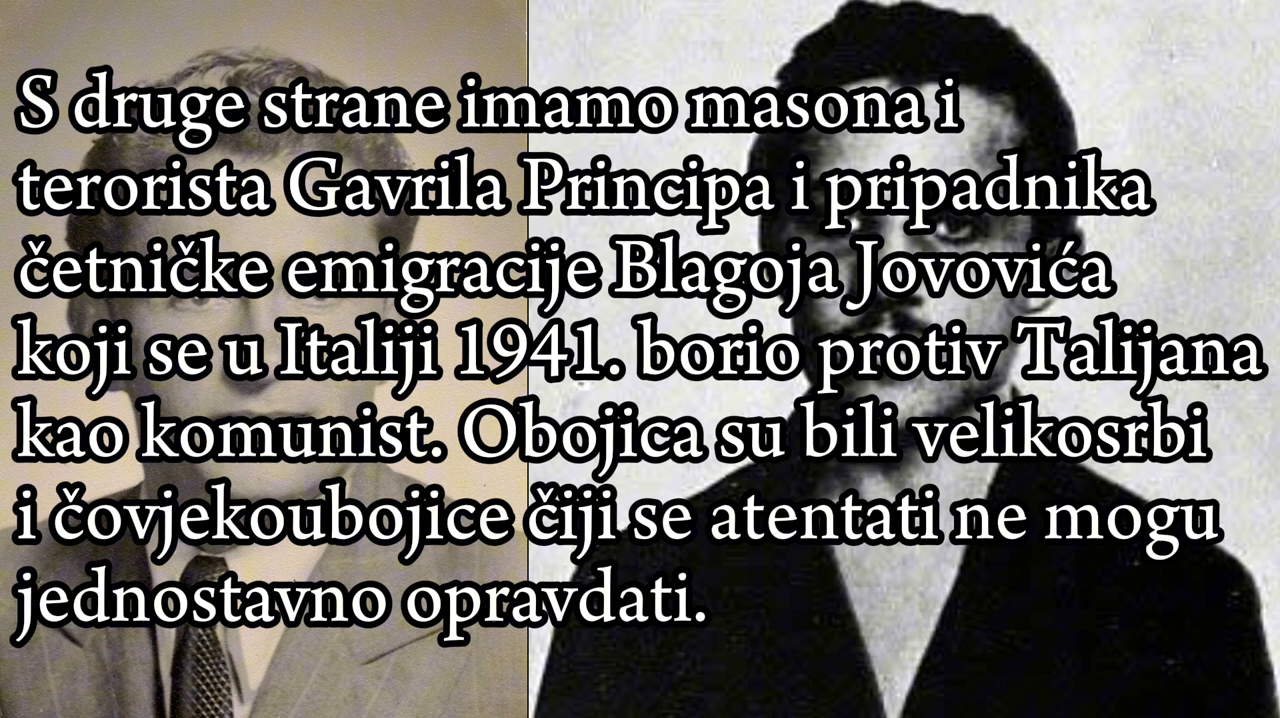 S druge strane imamo masona i
terorista Gavrila Principa i pripadnika
četničke emigracije Blagoja Jovovića
koji se u Italiji 1941. borio protiv Talijana
kao komunist. Obojica su bili velikosrbi
i čovjekoubojice čiji se atentati ne mogu
jednostavno opravdati.